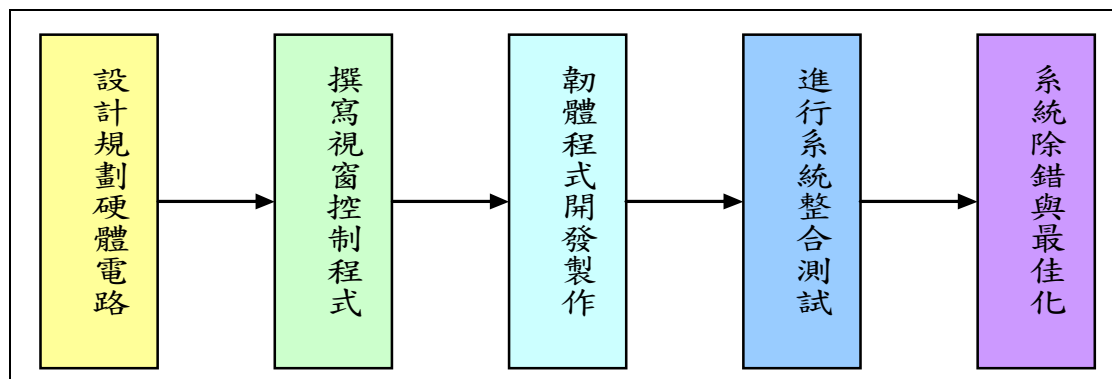 設計規劃硬體電路
撰寫視窗控制程式
韌體程式開發製作
進行系統整合測試
系統除錯與最佳化